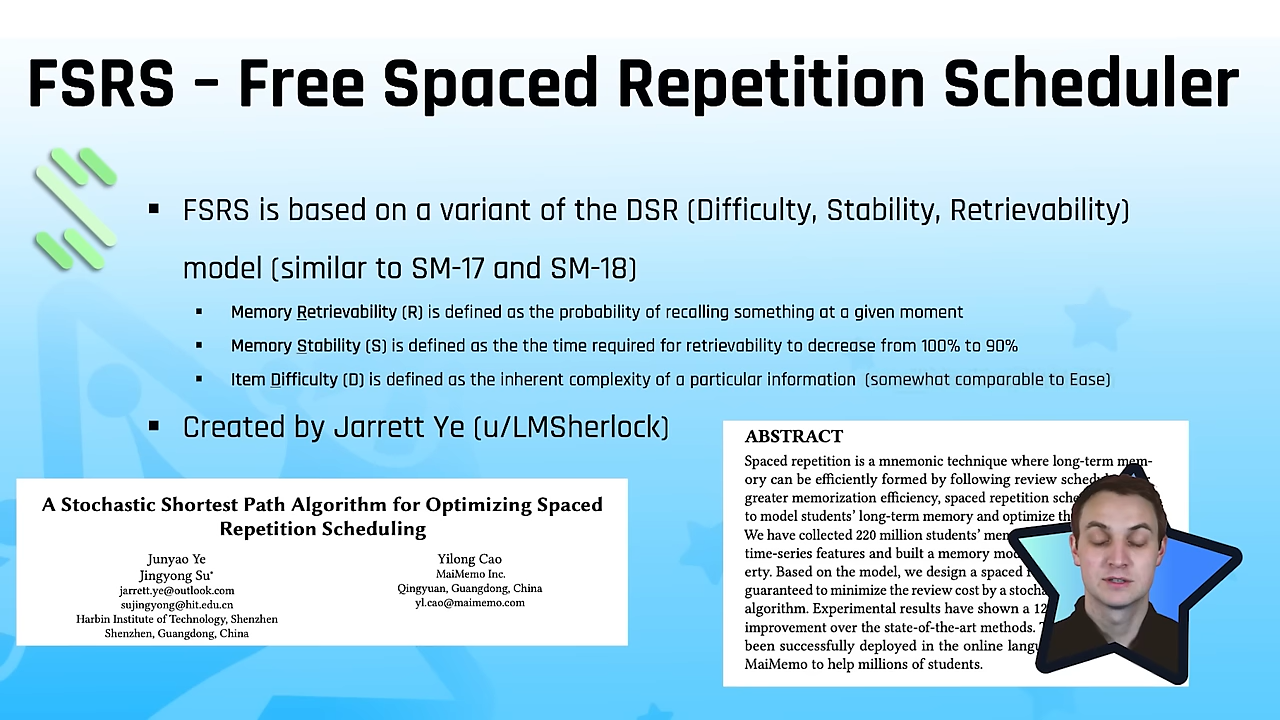 FSRS – Free Spaced Repetition Scheduler
▪ FSRS is based on a variant of the DSR (Difficulty, Stability, Retrievability)
model (similar to SM-17 and SM-18)
▪ Memory Retrievability (R) is defined as the probability of recalling something at a given moment
▪ Memory Stability (S) is defined as the the time required for retrievability to decrease from 100% to 90%
▪ Item Difficulty (D) is defined as the inherent complexity of a particular information (somewhat comparable to Ease)
▪ Created by Jarrett Ye (u/LMSherlock)
A Stochastic Shortest Path Algorithm for Optimizing Spaced
Repetition Scheduling
Junyao Ye
Jingyong Su*
jarrett.ye@outlook.com
sujingyong@hit.edu.cn
Harbin Institute of Technology, Shenzhen
Shenzhen, Guangdong, China
Yilong Cao
MaiMemo Inc.
Qingyuan, Guangdong, China
yl.cao@maimemo.com
ABSTRACT
Spaced repetition is a mnemonic technique where long-term mem-
ory can be efficiently formed by following review
greater memorization efficiency, spaced repetition
to model students' long-term memory and optimize
We have collected 220 million students'
time-series features and built a memory
erty. Based on the model, we design a spaced
guaranteed to minimize the review cost by a
algorithm. Experimental results have shown a
improvement over the state-of-the-art methods.
been successfully deployed in the online
MaiMemo to help millions of students.